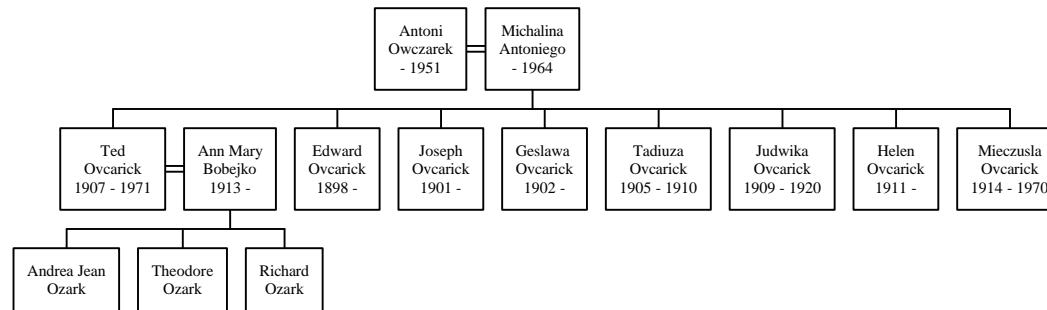 Antoni
Owczarek
- 1951
Michalina
Antoniego
- 1964
Ted
Ovcarick
1907 - 1971
Ann Mary
Bobejko
1913 -
Edward
Ovcarick
1898 -
Joseph
Ovcarick
1901 -
Geslawa
Ovcarick
1902 -
Tadiuza
Ovcarick
1905 - 1910
Judwika
Ovcarick
1909 - 1920
Helen
Ovcarick
1911 -
Mieczusla
Ovcarick
1914 - 1970
Andrea Jean
Ozark
Theodore
Ozark
Richard
Ozark